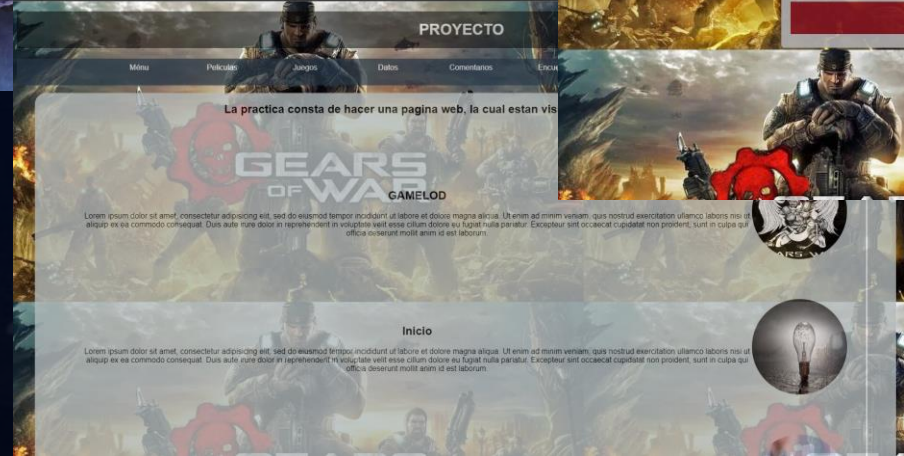 PROYECTO
Ménu Peliculas Juegos Datos Comentarios Encue
La practica consta de hacer una pagina web, la cual estan vis
GEARS
OF WAR
GAMELOD
Lorem ipsum dolor sit amet, consectetur adipisicing elit, sed do eiusmod tempor incididunt ut labore et dolore magna aliqua. Ut enim ad minim veniam, quis nostrud exercitation ullamco laboris nisi ut
aliquip ex ea commodo consequat. Duis aute irure dolor in reprehenderit in voluptate velit esse cillum dolore eu fugiat nulla pariatur. Excepteur sint occaecat cupidatat non proident, sunt in culpa qui
officia deserunt mollit anim id est laborum.
Inicio
Lorem ipsum dolor sit amet, consectetur adipisicing elit, sed do eiusmod tempor incididunt ut labore et dolore magna aliqua. Ut enim ad minim veniam, quis nostrud exercitation ullamco laboris nisi ut
aliquip ex ea commodo consequat. Duis aute irure dolor in reprehenderit in voluptate velit esse cillum dolore eu fugiat nulla pariatur. Excepteur sint occaecat cupidatat non proident, sunt in culpa qui
officia deserunt mollit anim id est laborum.